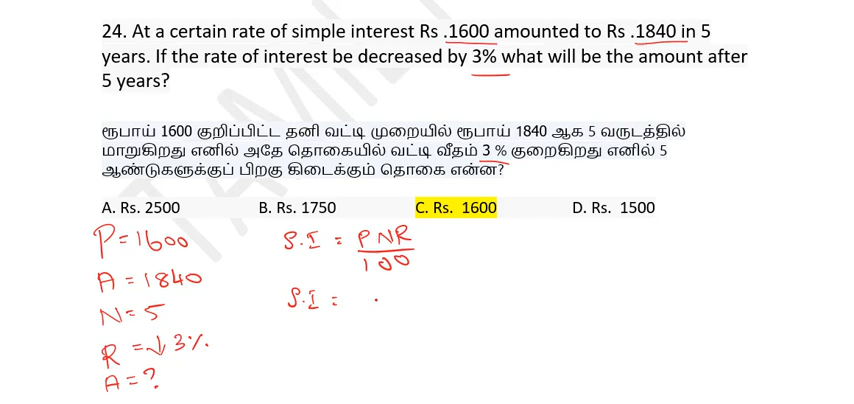 24. At a certain rate of simple interest Rs .1600 amounted to Rs .1840 in 5
years. If the rate of interest be decreased by 3% what will be the amount after
5 years?
ரூபாய் 1600 குறிப்பிட்ட தனி வட்டி முறையில் ரூபாய் 1840 ஆக 5 வருடத்தில்
மாறுகிறது எனில் அதே தொகையில் வட்டி வீதம் 3 % குறைகிறது எனில் 5
ஆண்டுகளுக்குப் பிறகு கிடைக்கும் தொகை என்ன?
A. Rs. 2500 B. Rs. 1750 C. Rs. 1600 D. Rs. 1500
P=1600 S.I = PNR
100
A = 1840
S.I =
N= 5
R = ↓ 3%.
A = ?